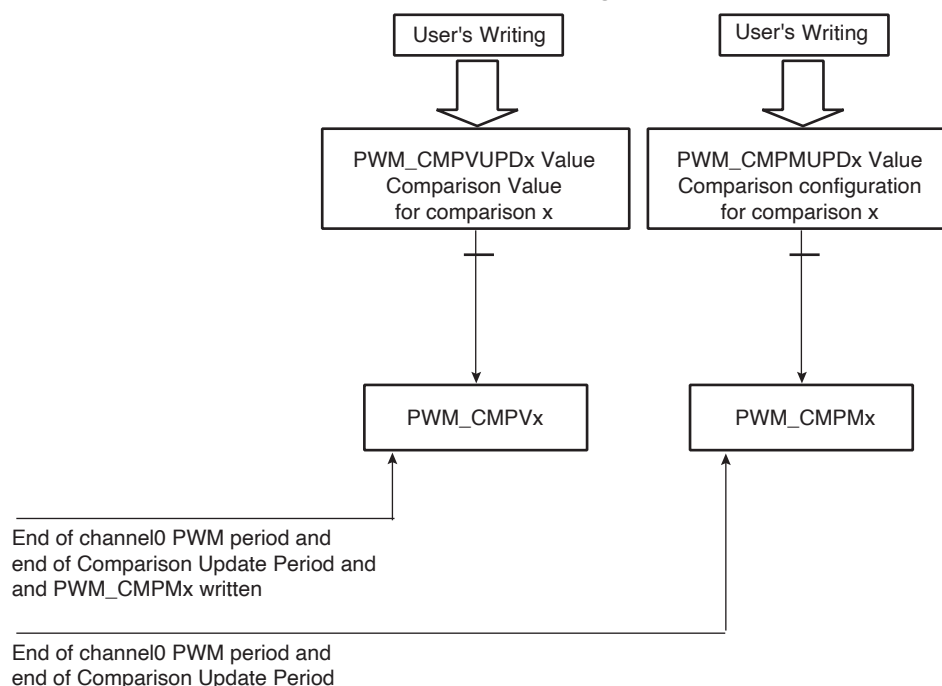 User's Writing
User's Writing
PWM_CMPVUPDx Value
Comparison Value
for comparison x
PWM_CMPMUPDx Value
Comparison configuration
for comparison x
PWM_CMPVx
PWM_CMPMx
End of channel0 PWM period and
end of Comparison Update Period and
and PWM_CMPMx written
End of channel0 PWM period and
end of Comparison Update Period